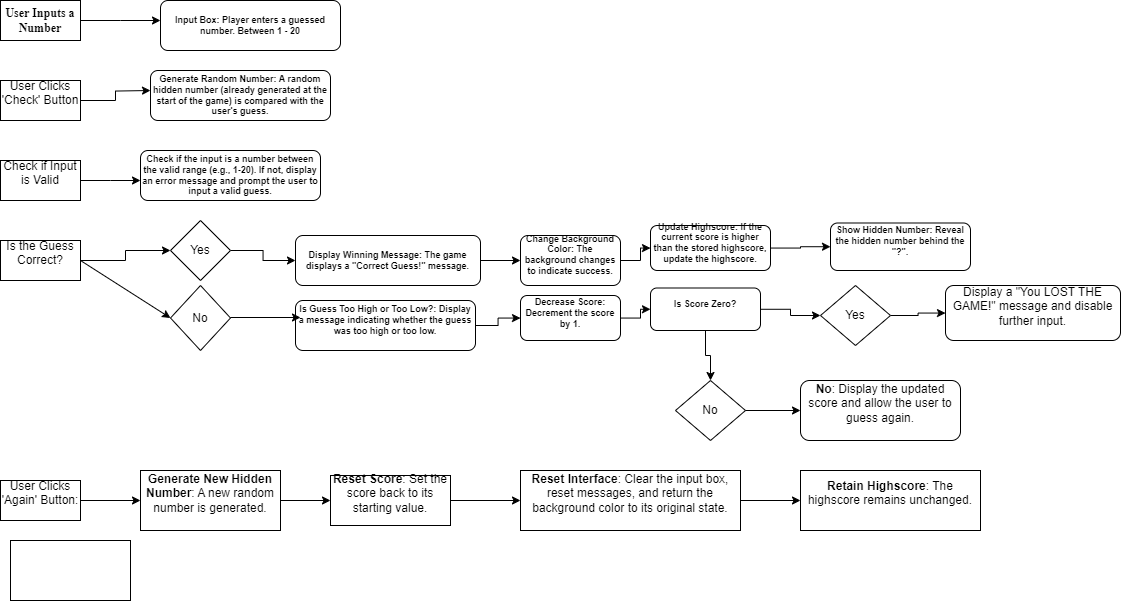 User Inputs a
Number
Input Box: Player enters a guessed
number. Between 1 - 20
User Clicks
'Check' Button
Generate Random Number: A random
hidden number (already generated at the
start of the game) is compared with the
user's guess.
Check if Input
is Valid
Check if the input is a number between
the valid range (e.g., 1-20). If not, display
an error message and prompt the user to
input a valid guess.
Is the Guess
Correct?
Yes
Display Winning Message: The game
displays a "Correct Guess!" message.
Change Background
Color: The
background changes
to indicate success.
Update Highscore: If the
current score is higher
than the stored highscore,
update the highscore.
Show Hidden Number: Reveal
the hidden number behind the
"?".
No
Is Guess Too High or Too Low?: Display
a message indicating whether the guess
was too high or too low.
Decrease Score:
Decrement the score
by 1.
Is Score Zero?
Yes
Display a "You LOST THE
GAME!" message and disable
further input.
No
No: Display the updated
score and allow the user to
guess again.
User Clicks
'Again' Button:
Generate New Hidden
Number: A new random
number is generated.
Reset Score: Set the
score back to its
starting value.
Reset Interface: Clear the input box,
reset messages, and return the
background color to its original state.
Retain Highscore: The
highscore remains unchanged.